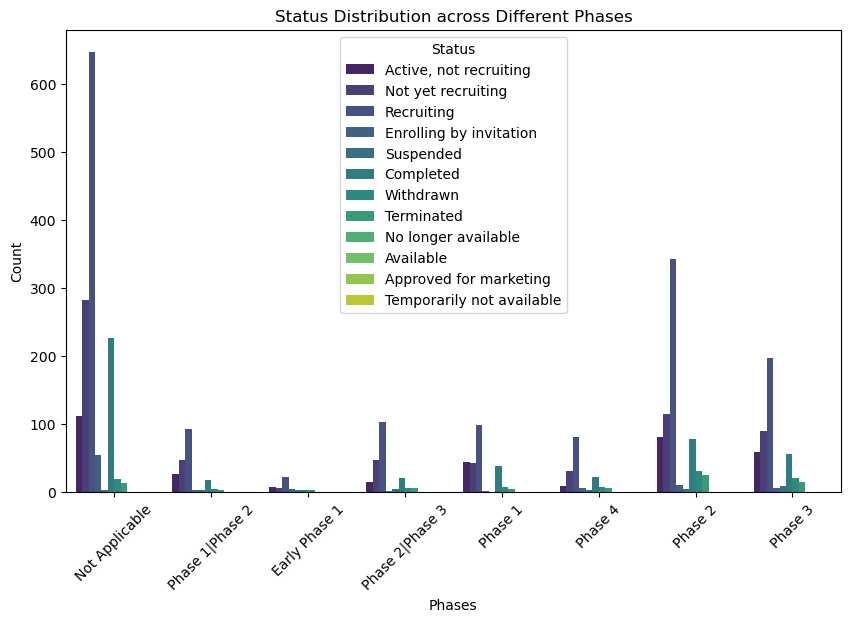 Status Distribution across Different Phases
Status
Active, not recruiting
Not yet recruiting
Recruiting
Enrolling by invitation
Suspended
Completed
Withdrawn
Terminated
No longer available
Available
Approved for marketing
Temporarily not available
Count
600
500
400
300
200
100
0
Not Applicable
Phase 1|Phase 2
Early Phase 1
Phase 2|Phase 3
Phase 1
Phase 4
Phase 2
Phase 3
Phases